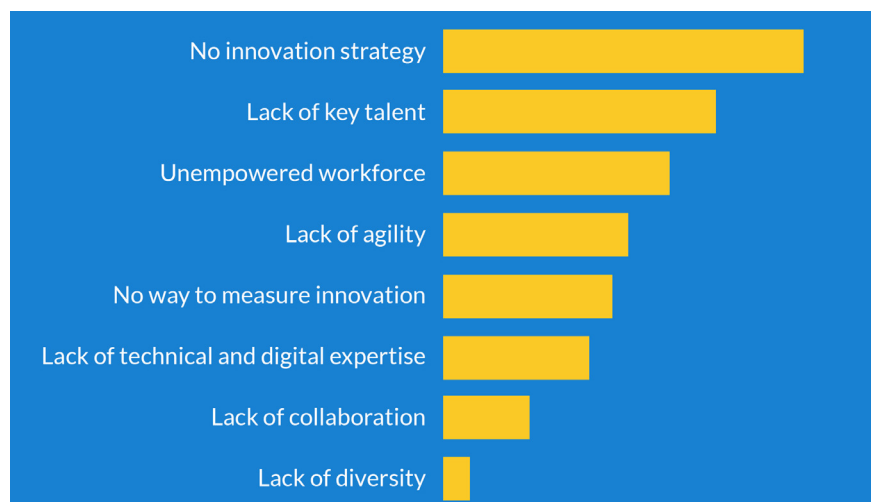 No innovation strategy
Lack of key talent
Unempowered workforce
Lack of agility
No way to measure innovation
Lack of technical and digital expertise
Lack of collaboration
Lack of diversity